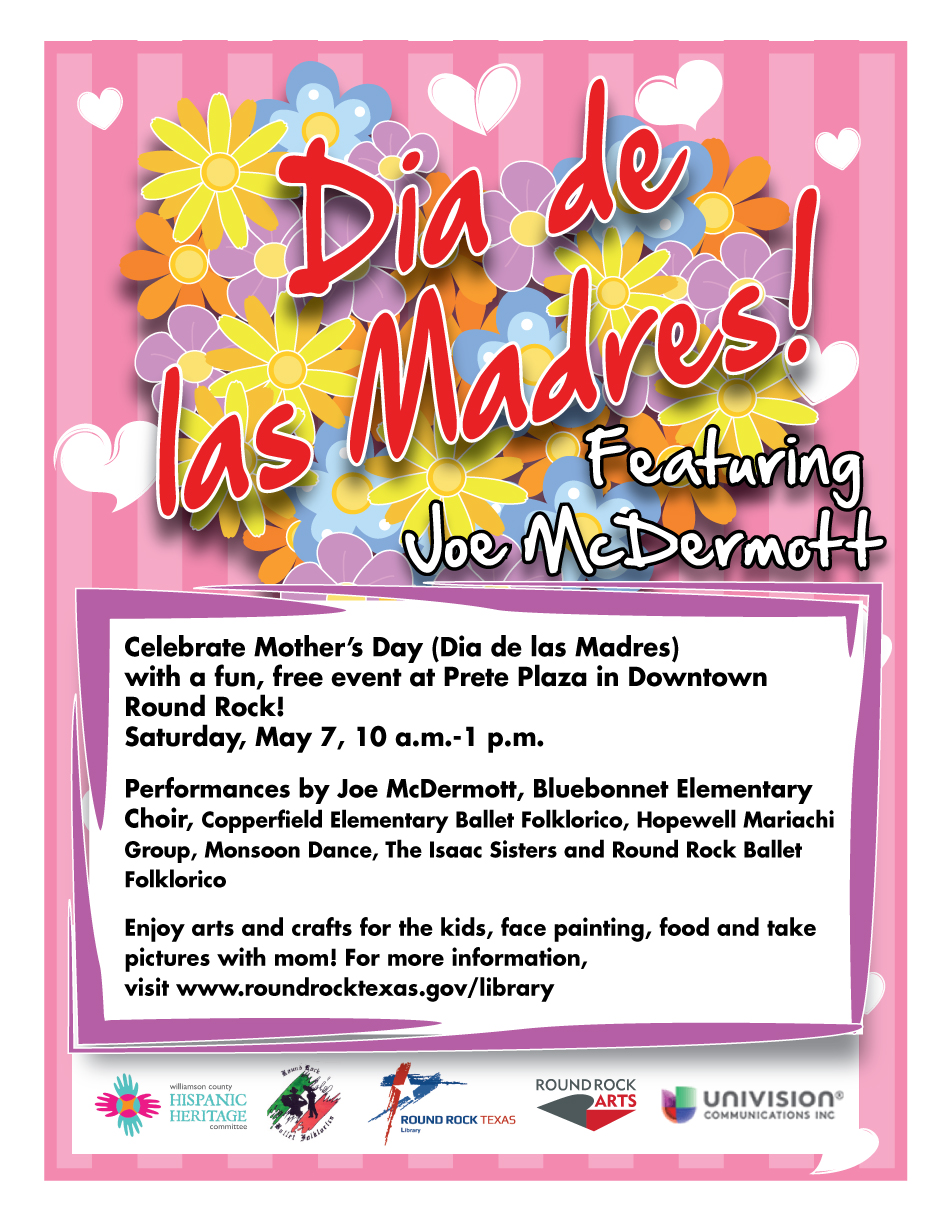 Dia de
las Madres!
Featuring
Joe McDermott
Celebrate Mother's Day (Dia de las Madres)
with a fun, free event at Prete Plaza in Downtown
Round Rock!
Saturday, May 7, 10 a.m.-1 p.m.
Performances by Joe McDermott, Bluebonnet Elementary
Choir, Copperfield Elementary Ballet Folklorico, Hopewell Mariachi
Group, Monsoon Dance, The Isaac Sisters and Round Rock Ballet
Folklorico
Enjoy arts and crafts for the kids, face painting, food and take
pictures with mom! For more information,
visit www.roundrocktexas.gov/library
williamson county
HISPANIC
HERITAGE
committee
Round Rock
Ballet Folklorico
ROUND ROCK TEXAS
Library
ROUND ROCK
ARTS
UNIVISION®
COMMUNICATIONS INC